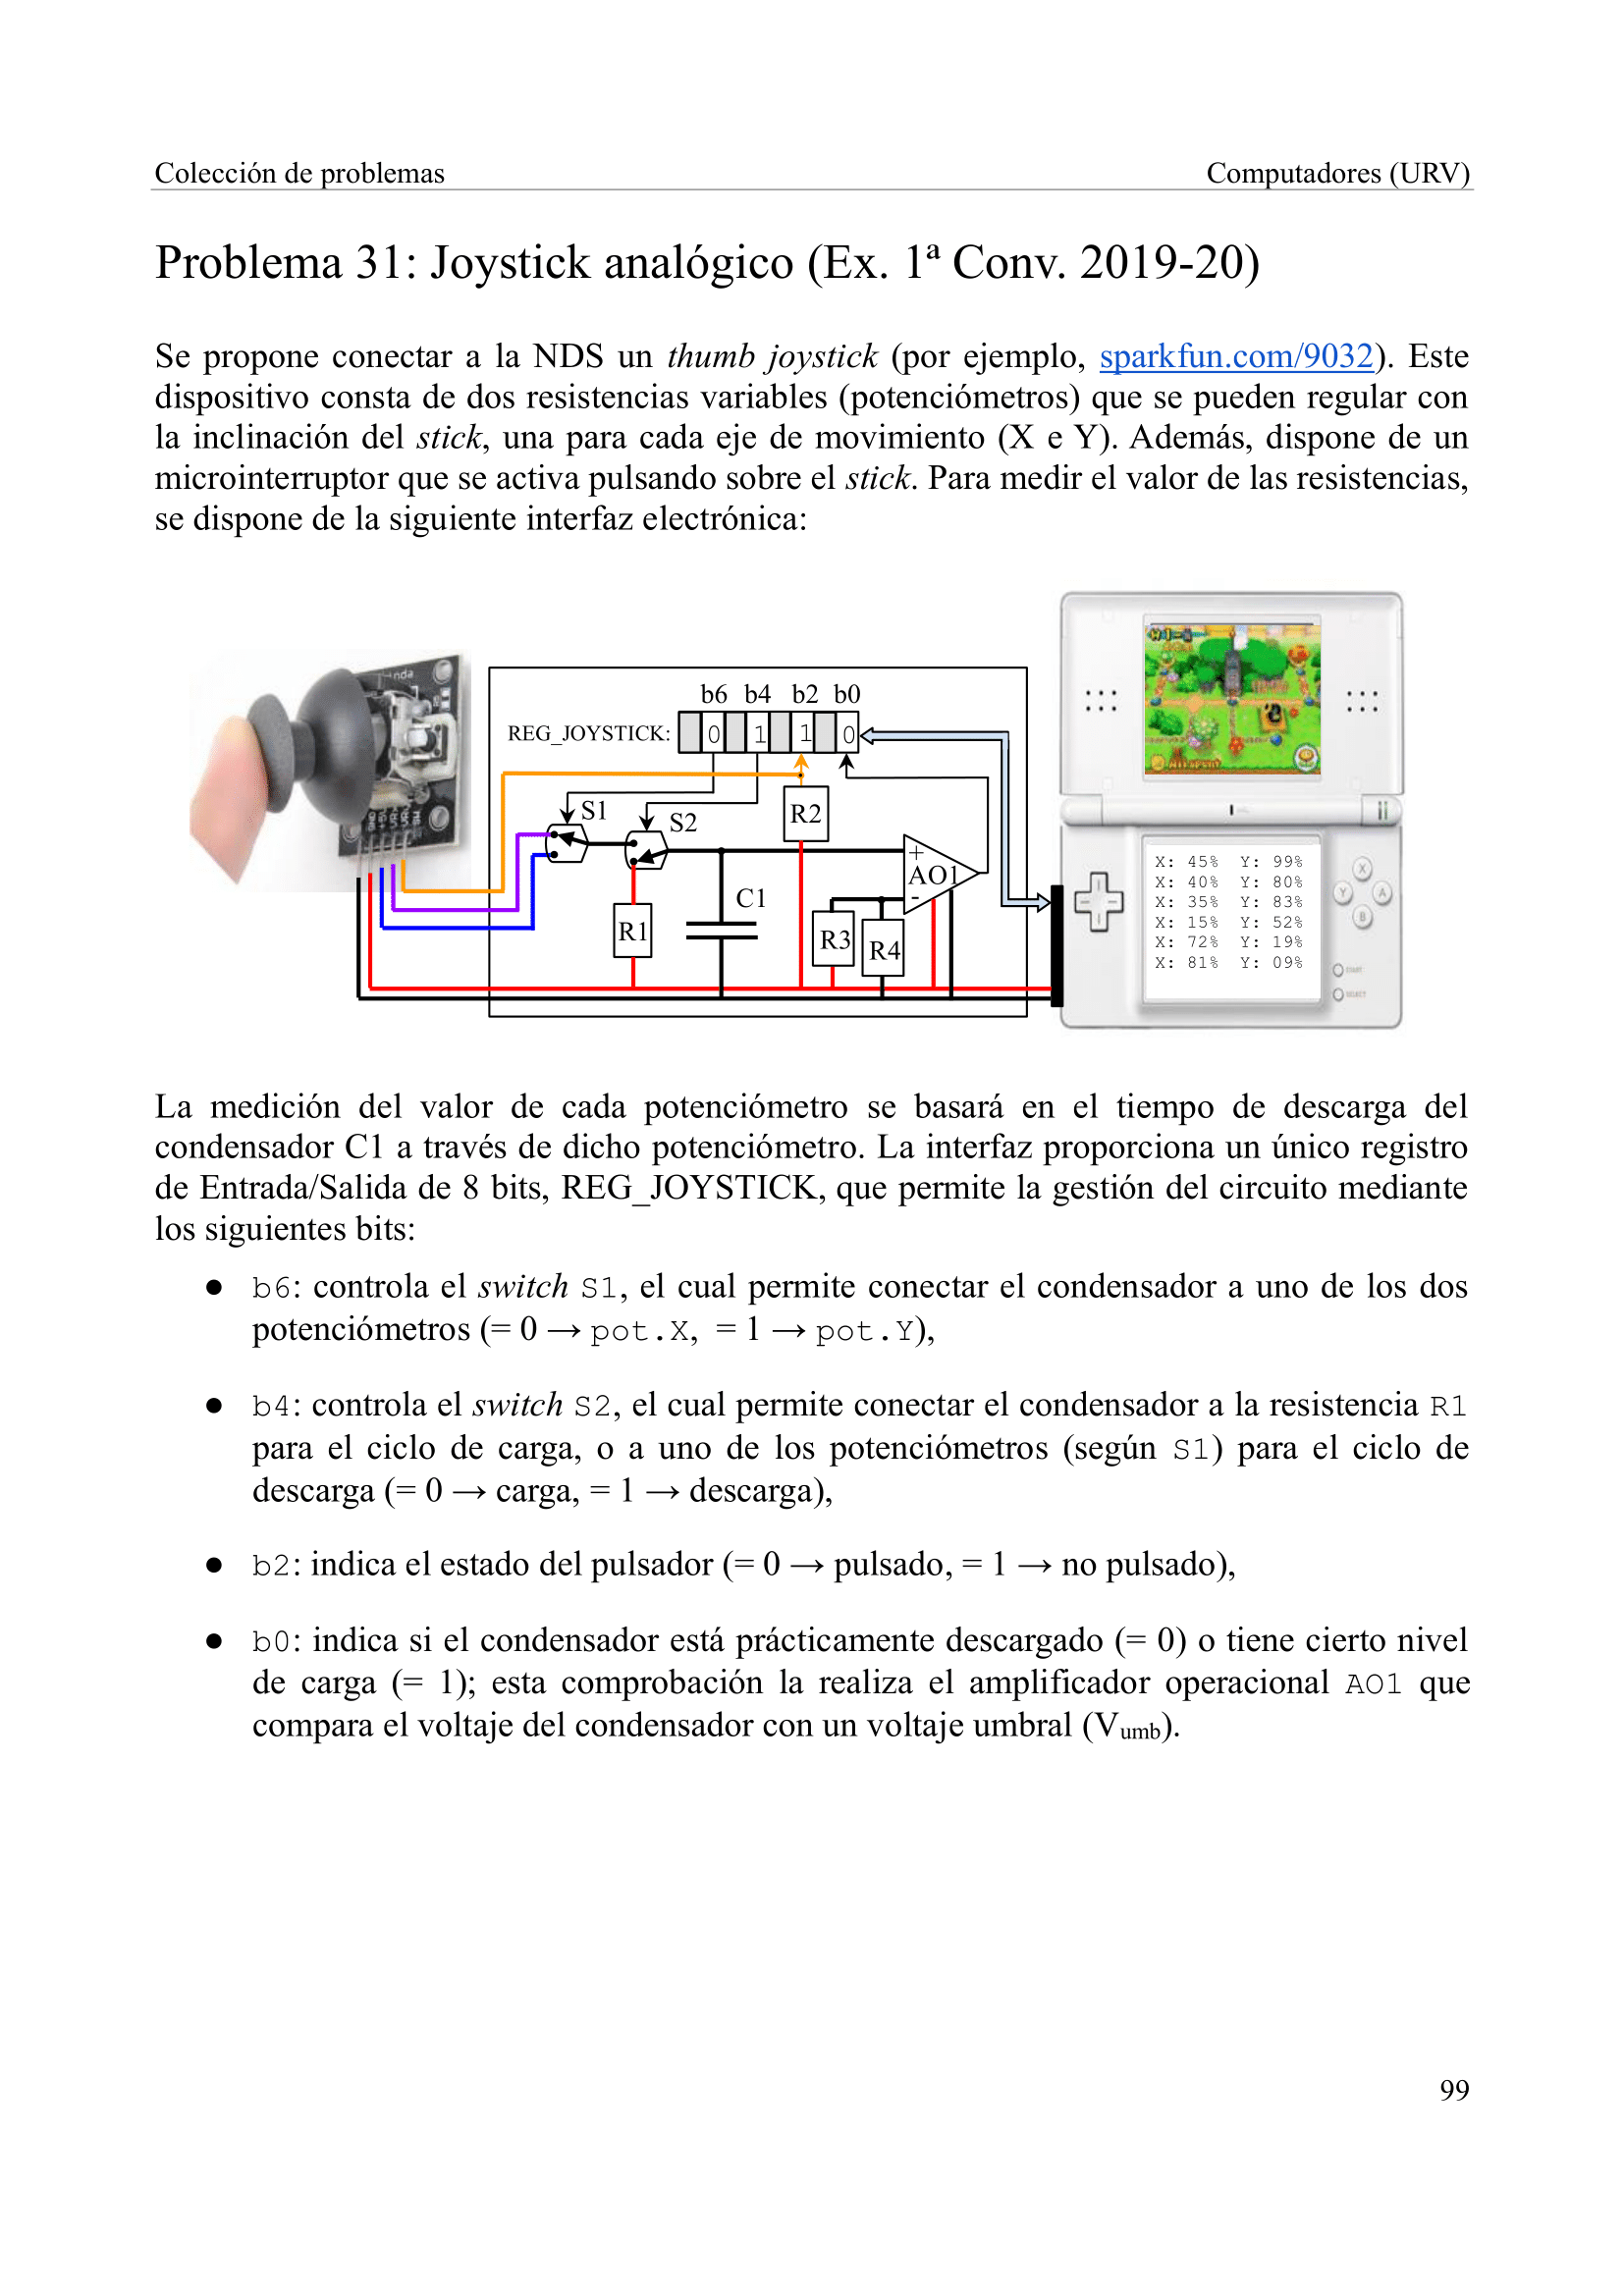 Colección de problemas
Computadores (URV)
Problema 31: Joystick analógico (Ex. 1ª Conv. 2019-20)
Se propone conectar a la NDS un thumb joystick (por ejemplo, sparkfun.com/9032). Este
dispositivo consta de dos resistencias variables (potenciómetros) que se pueden regular con
la inclinación del stick, una para cada eje de movimiento (X e Y). Además, dispone de un
microinterruptor que se activa pulsando sobre el stick. Para medir el valor de las resistencias,
se dispone de la siguiente interfaz electrónica:
b6 b4 b2 b0
REG_JOYSTICK: 0 1 1 0
S1
S2
R2
+
AO1
-
C1
R1
R3
R4
X: 45% Y: 99%
X: 40% Y: 80%
X: 35% Y: 83%
X: 15% Y: 52%
X: 72% Y: 19%
X: 81% Y: 09%
X
Y
A
B
START
SELECT
La medición del valor de cada potenciómetro se basará en el tiempo de descarga del
condensador C1 a través de dicho potenciómetro. La interfaz proporciona un único registro
de Entrada/Salida de 8 bits, REG_JOYSTICK, que permite la gestión del circuito mediante
los siguientes bits:
● b6: controla el switch S1, el cual permite conectar el condensador a uno de los dos
potenciómetros (= 0 → pot.X, = 1 → pot.Y),
● b4: controla el switch S2, el cual permite conectar el condensador a la resistencia R1
para el ciclo de carga, o a uno de los potenciómetros (según S1) para el ciclo de
descarga (= 0 → carga, = 1 → descarga),
● b2: indica el estado del pulsador (= 0 → pulsado, = 1 → no pulsado),
● b0: indica si el condensador está prácticamente descargado (= 0) o tiene cierto nivel
de carga (= 1); esta comprobación la realiza el amplificador operacional AO1 que
compara el voltaje del condensador con un voltaje umbral (Vumb).
99